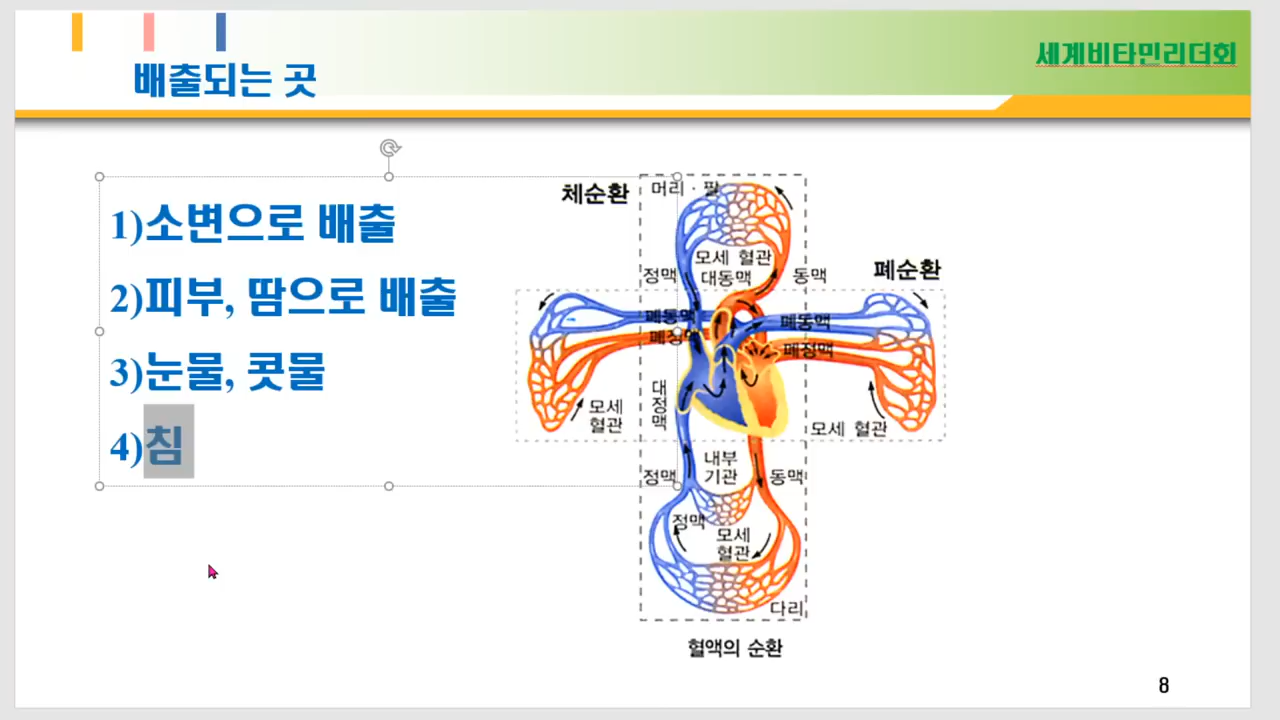 세계비타민리더회
배출되는 곳
1)소변으로 배출
2)피부, 땀으로 배출
3)눈물, 콧물
4)침
체순환
머리·팔
모세 혈관
정맥
대동맥
동맥
폐순환
폐동맥
폐동맥
폐정맥
폐정맥
대
정
맥
모세
혈관
모세 혈관
내부
기관
정맥
동맥
정맥
모세
혈관
다리
혈액의 순환
8